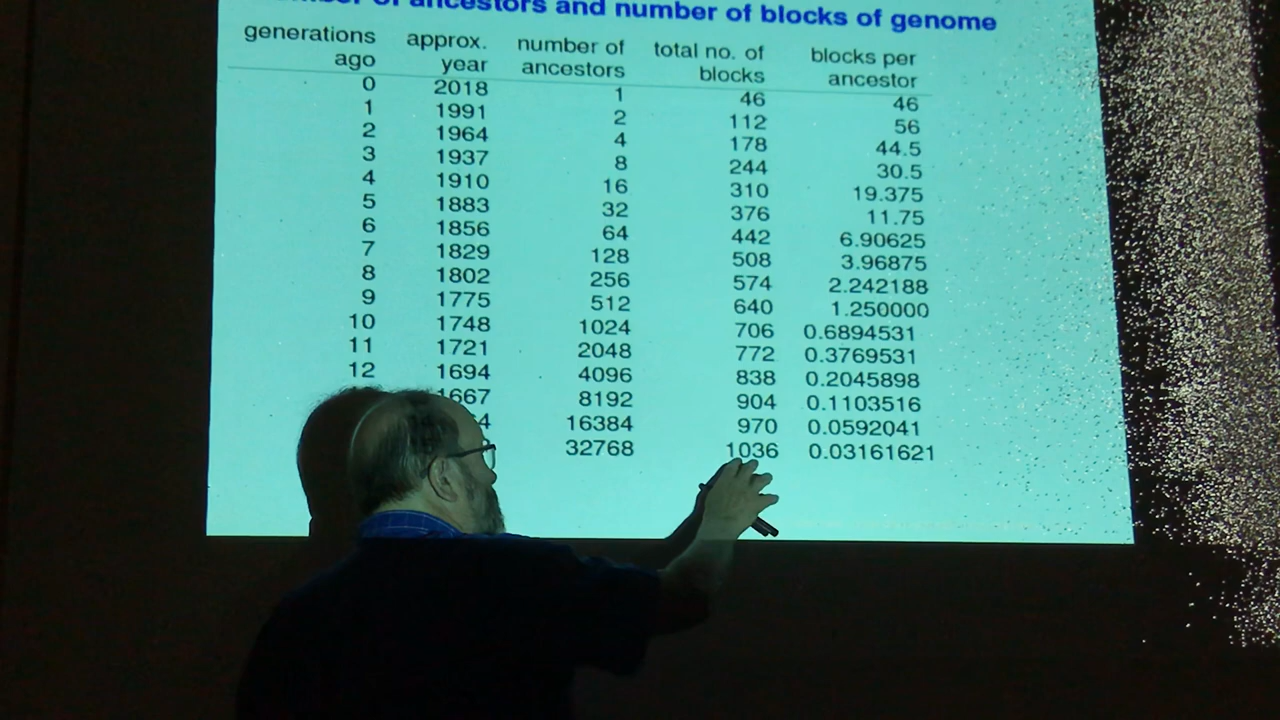 of ancestors and number of blocks of genome
generations approx. number of total no. of blocks per
ago year ancestors blocks ancestor
0 2018 1 46 46
1 1991 2 112 56
2 1964 4 178 44.5
3 1937 8 244 30.5
4 1910 16 310 19.375
5 1883 32 376 11.75
6 1856 64 442 6.90625
7 1829 128 508 3.96875
8 1802 256 574 2.242188
9 1775 512 640 1.250000
10 1748 1024 706 0.6894531
11 1721 2048 772 0.3769531
12 1694 4096 838 0.2045898
1667 8192 904 0.1103516
4 16384 970 0.0592041
32768 1036 0.03161621